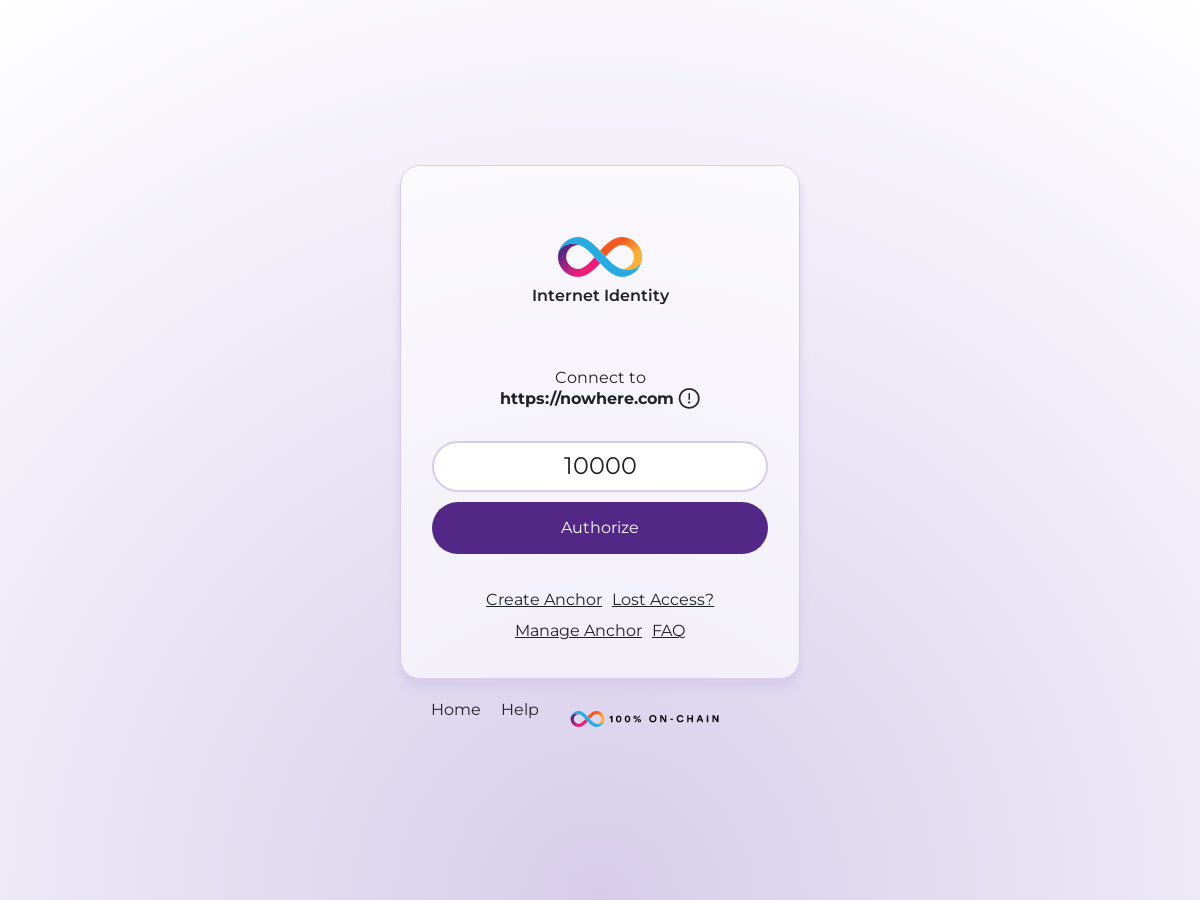 Internet Identity
Connect to
https://nowhere.com
10000
Authorize
Create Anchor Lost Access?
Manage Anchor FAQ
Home Help 100% ON-CHAIN